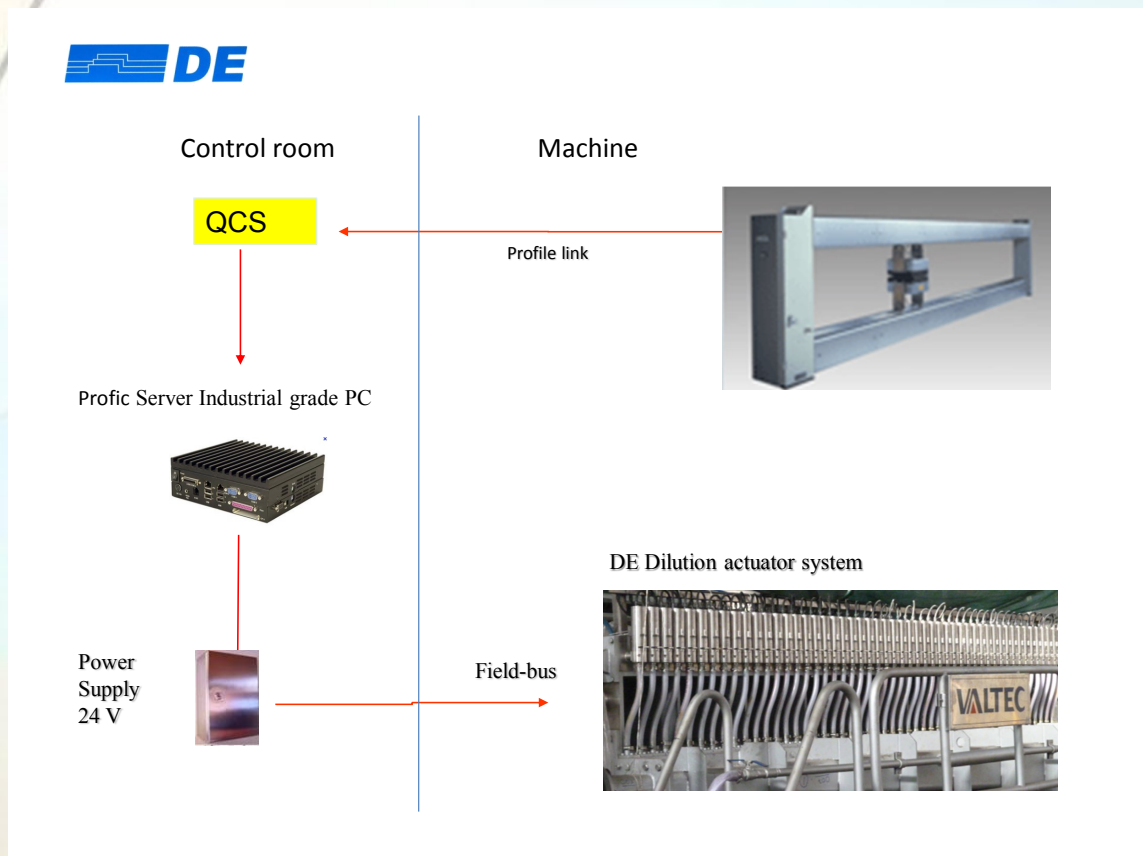 DE
Control room
Machine
QCS
Profile link
Profic Server Industrial grade PC
DE Dilution actuator system
Power
Supply
24 V
Field-bus
VALTEC